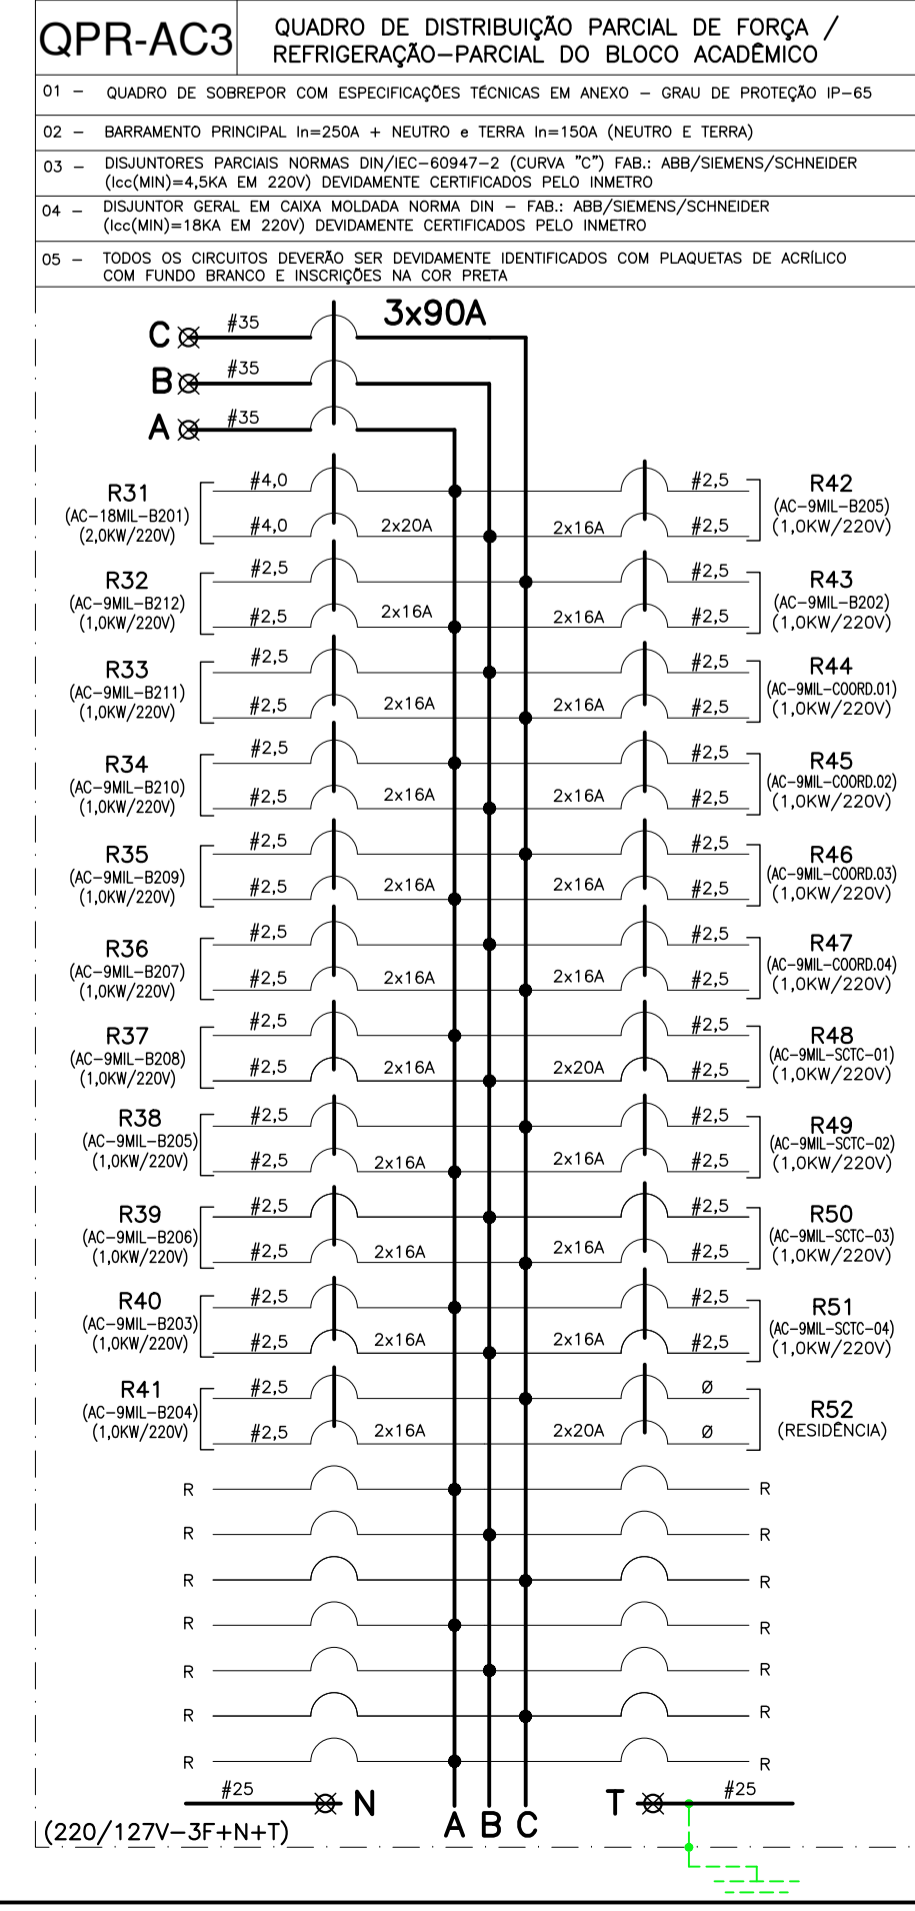 QPR-AC3
QUADRO DE DISTRIBUIÇÃO PARCIAL DE FORÇA /
REFRIGERAÇÃO-PARCIAL DO BLOCO ACADÊMICO
01 - QUADRO DE SOBREPOR COM ESPECIFICAÇÕES TÉCNICAS EM ANEXO - GRAU DE PROTEÇÃO IP-65
02 - BARRAMENTO PRINCIPAL In=250A + NEUTRO e TERRA In=150A (NEUTRO E TERRA)
03 - DISJUNTORES PARCIAIS NORMAS DIN/IEC-60947-2 (CURVA "C") FAB.: ABB/SIEMENS/SCHNEIDER
(Icc(MIN)=4,5KA EM 220V) DEVIDAMENTE CERTIFICADOS PELO INMETRO
04 - DISJUNTOR GERAL EM CAIXA MOLDADA NORMA DIN - FAB.: ABB/SIEMENS/SCHNEIDER
(Icc(MIN)=18KA EM 220V) DEVIDAMENTE CERTIFICADOS PELO INMETRO
05 - TODOS OS CIRCUITOS DEVERÃO SER DEVIDAMENTE IDENTIFICADOS COM PLAQUETAS DE ACRÍLICO
COM FUNDO BRANCO E INSCRIÇÕES NA COR PRETA
3x90A
C #35
B #35
A #35
R31
(AC-18MIL-B201)
(2,0KW/220V)
#4,0
#4,0 2x20A
#2,5
2x16A #2,5
R42
(AC-9MIL-B205)
(1,0KW/220V)
R32
(AC-9MIL-B212)
(1,0KW/220V)
#2,5
#2,5 2x16A
#2,5
2x16A #2,5
R43
(AC-9MIL-B202)
(1,0KW/220V)
R33
(AC-9MIL-B211)
(1,0KW/220V)
#2,5
#2,5 2x16A
#2,5
2x16A #2,5
R44
(AC-9MIL-COORD.01)
(1,0KW/220V)
R34
(AC-9MIL-B210)
(1,0KW/220V)
#2,5
#2,5 2x16A
#2,5
2x16A #2,5
R45
(AC-9MIL-COORD.02)
(1,0KW/220V)
R35
(AC-9MIL-B209)
(1,0KW/220V)
#2,5
#2,5 2x16A
#2,5
2x16A #2,5
R46
(AC-9MIL-COORD.03)
(1,0KW/220V)
R36
(AC-9MIL-B207)
(1,0KW/220V)
#2,5
#2,5 2x16A
#2,5
2x16A #2,5
R47
(AC-9MIL-COORD.04)
(1,0KW/220V)
R37
(AC-9MIL-B208)
(1,0KW/220V)
#2,5
#2,5 2x16A
#2,5
2x20A #2,5
R48
(AC-9MIL-SCTC-01)
(1,0KW/220V)
R38
(AC-9MIL-B205)
(1,0KW/220V)
#2,5
#2,5 2x16A
#2,5
2x16A #2,5
R49
(AC-9MIL-SCTC-02)
(1,0KW/220V)
R39
(AC-9MIL-B206)
(1,0KW/220V)
#2,5
#2,5 2x16A
#2,5
2x16A #2,5
R50
(AC-9MIL-SCTC-03)
(1,0KW/220V)
R40
(AC-9MIL-B203)
(1,0KW/220V)
#2,5
#2,5 2x16A
#2,5
2x16A #2,5
R51
(AC-9MIL-SCTC-04)
(1,0KW/220V)
R41
(AC-9MIL-B204)
(1,0KW/220V)
#2,5
#2,5 2x16A
Ø
2x20A Ø
R52
(RESIDÊNCIA)
R R
R R
R R
R R
R R
R R
R R
#25 N T #25
A B C
(220/127V-3F+N+T)